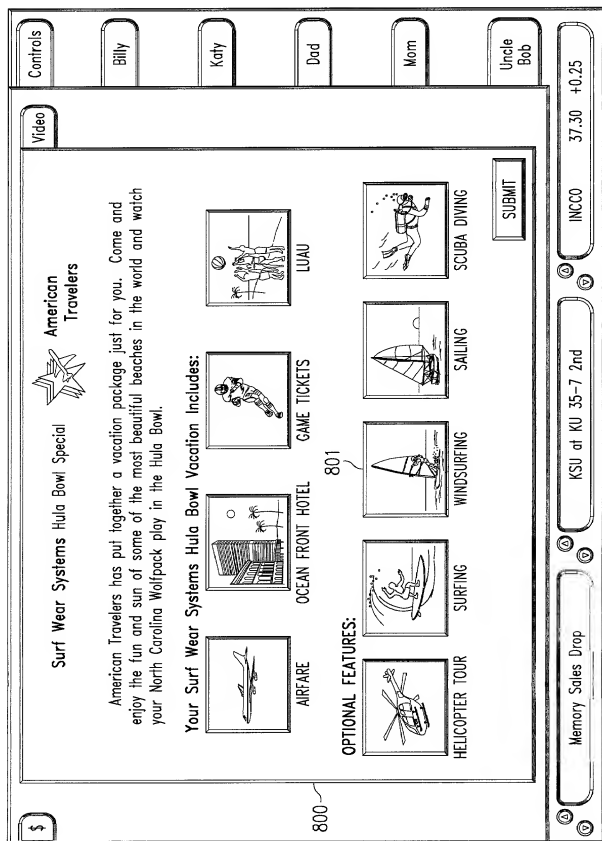 $
Video
Controls
Billy
Katy
Dad
Mom
Uncle
Bob
Surf Wear Systems Hula Bowl Special
American
Travelers
American Travelers has put together a vacation package just for you. Come and
enjoy the fun and sun of some of the most beautiful beaches in the world and watch
your North Carolina Wolfpack play in the Hula Bowl.
Your Surf Wear Systems Hula Bowl Vacation Includes:
AIRFARE
OCEAN FRONT HOTEL
GAME TICKETS
LUAU
801
OPTIONAL FEATURES:
HELICOPTER TOUR
SURFING
WINDSURFING
SAILING
SCUBA DIVING
SUBMIT
800
Memory Sales Drop
KSU at KU 35-7 2nd
INCCO 37.30 +0.25